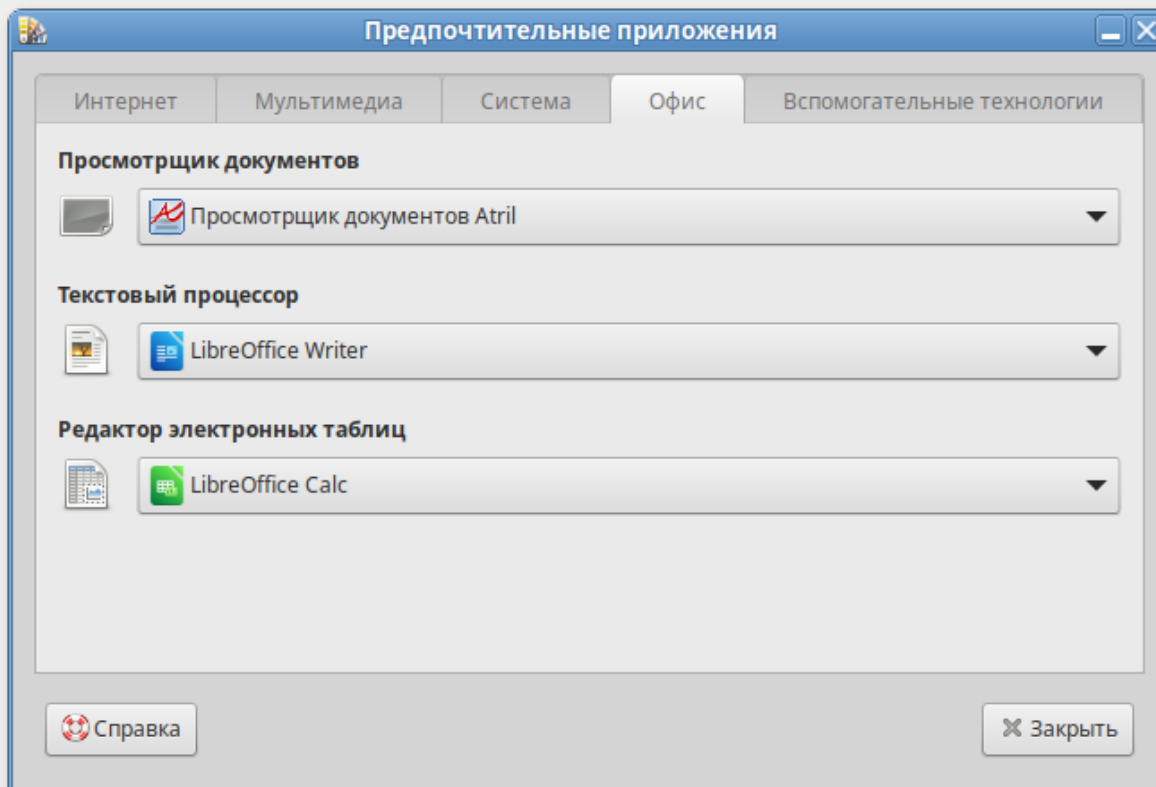 Предпочтительные приложения
Интернет Мультимедиа Система Офис Вспомогательные технологии
Просмотрщик документов
Просмотрщик документов Atril
Текстовый процессор
LibreOffice Writer
Редактор электронных таблиц
LibreOffice Calc
Справка Закрыть